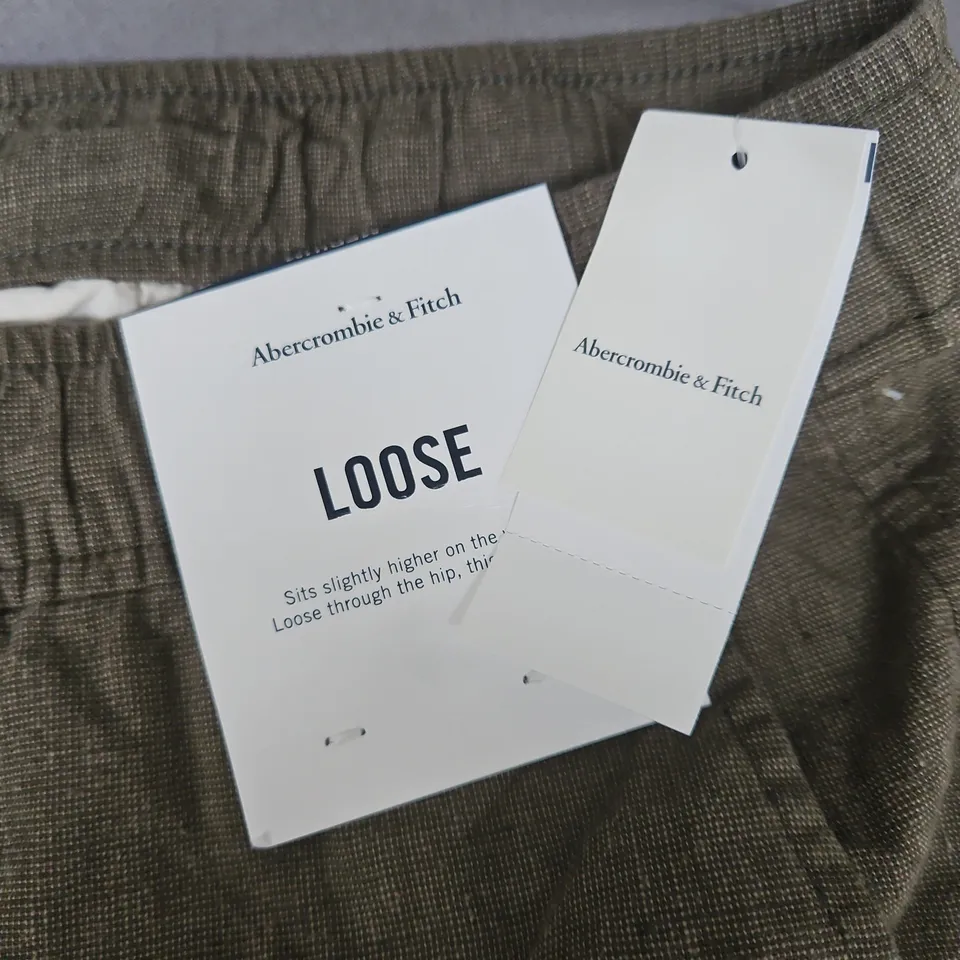 Abercrombie & Fitch
LOOSE
Sits slightly higher on the
Loose through the hip,
Abercrombie & Fitch